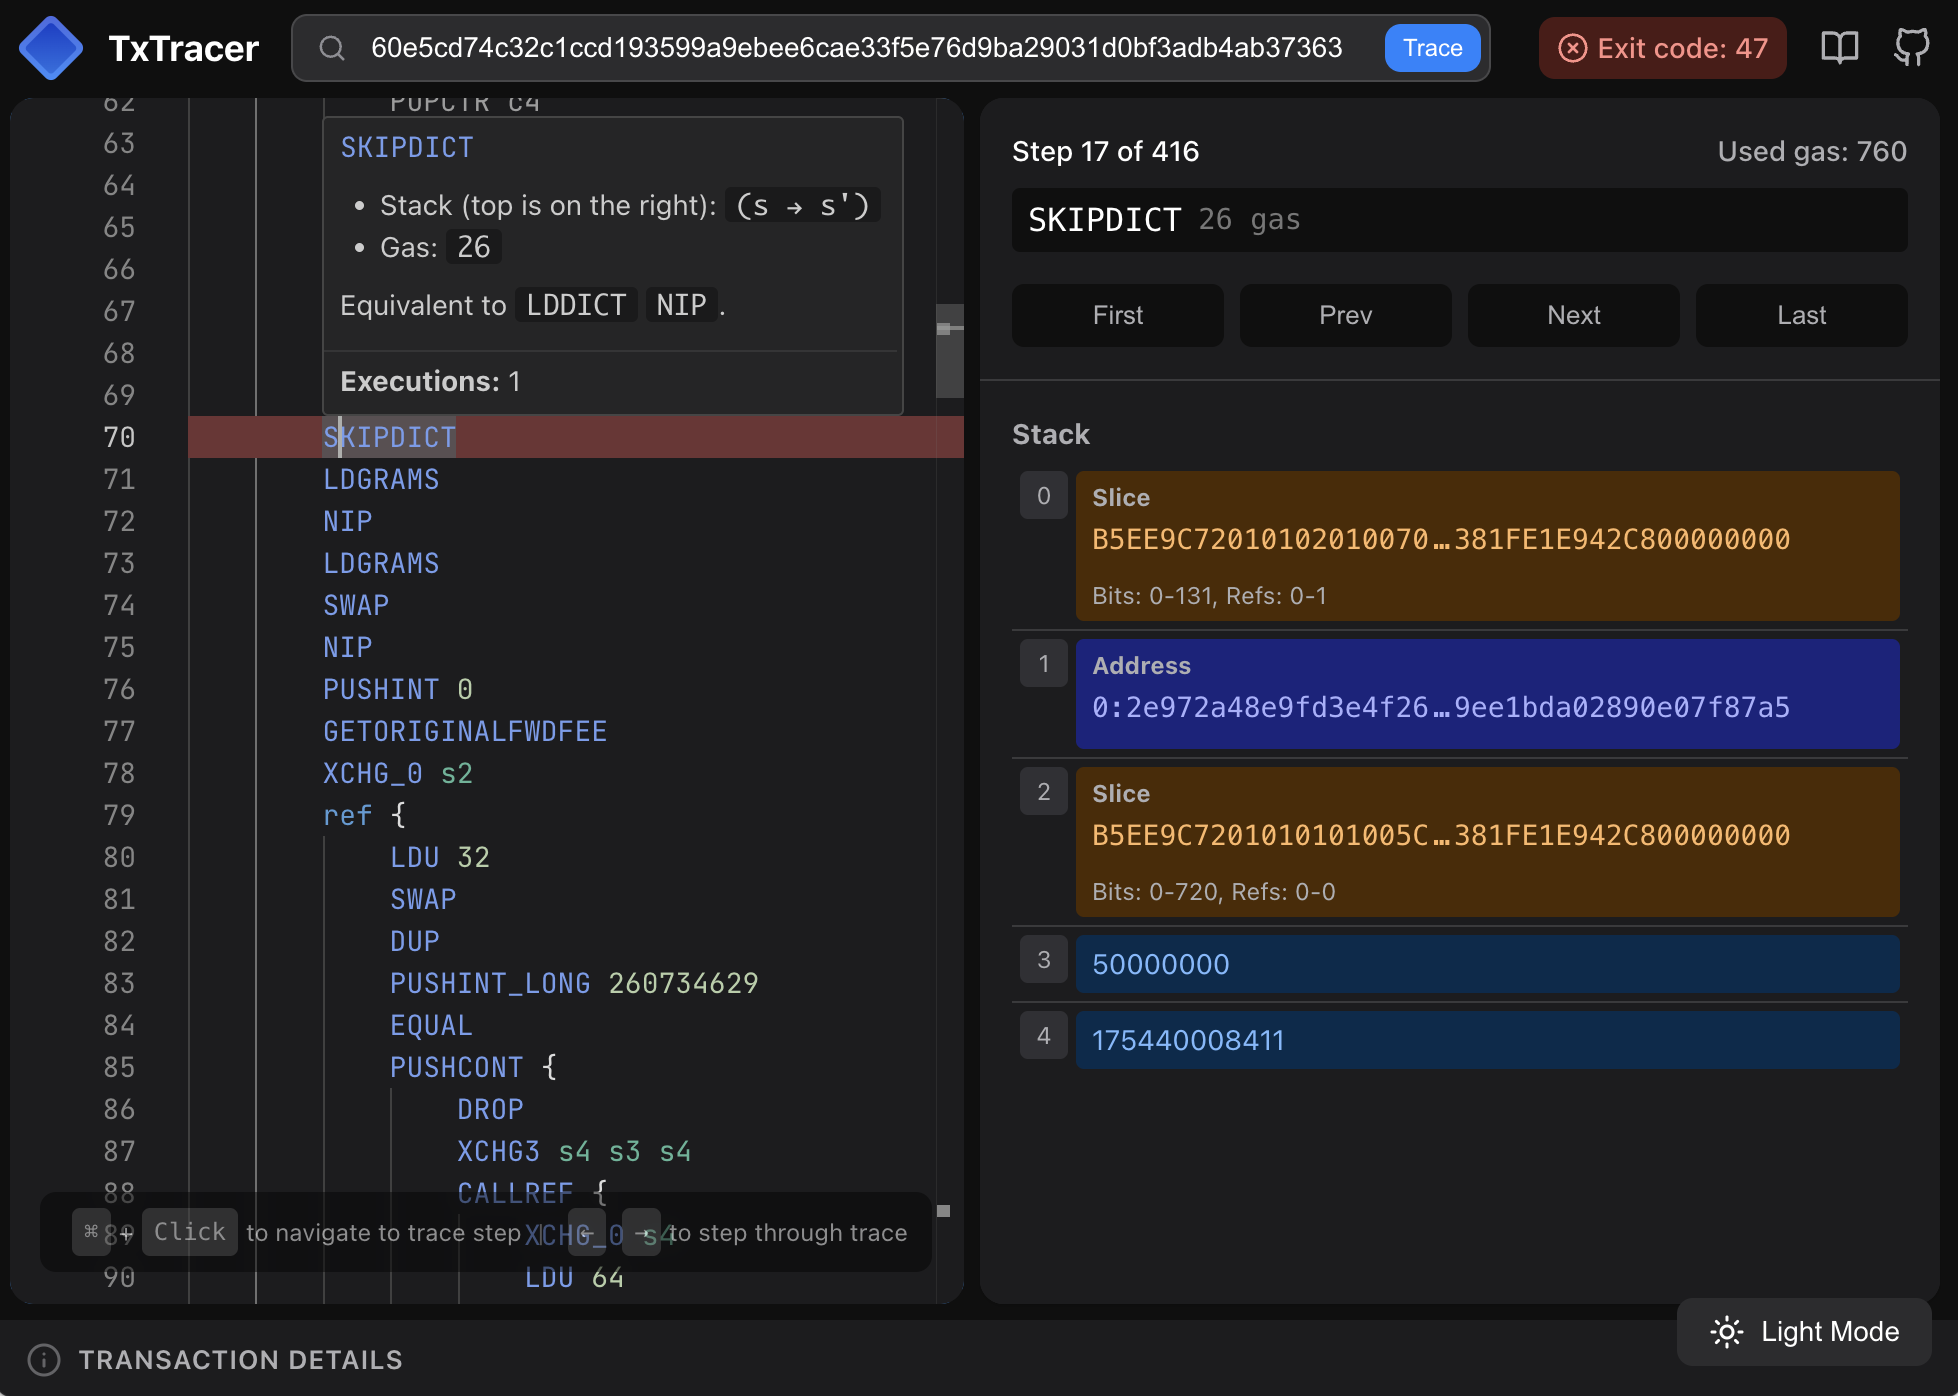 TxTracer
60e5cd74c32c1ccd193599a9ebee6cae33f5e76d9ba29031d0bf3adb4ab37363
Trace
Exit code: 47
62 POPCTR c4
63
64
65
66
67
68
69
SKIPDICT
• Stack (top is on the right): (s → s')
• Gas: 26
Equivalent to LDDICT NIP.
Executions: 1
70 SKIPDICT
71 LDGRAMS
72 NIP
73 LDGRAMS
74 SWAP
75 NIP
76 PUSHINT 0
77 GETORIGINALFWDFEE
78 XCHG_0 s2
79 ref {
80 LDU 32
81 SWAP
82 DUP
83 PUSHINT_LONG 260734629
84 EQUAL
85 PUSHCONT {
86 DROP
87 XCHG3 s4 s3 s4
88 CALLREF {
89 XCHG_0 s4
90 LDU 64
⌘ + Click to navigate to trace step | ← → to step through trace
Step 17 of 416
Used gas: 760
SKIPDICT 26 gas
First
Prev
Next
Last
Stack
0
Slice
B5EE9C72010102010070…381FE1E942C800000000
Bits: 0-131, Refs: 0-1
1
Address
0:2e972a48e9fd3e4f26…9ee1bda02890e07f87a5
2
Slice
B5EE9C7201010101005C…381FE1E942C800000000
Bits: 0-720, Refs: 0-0
3
50000000
4
175440008411
TRANSACTION DETAILS
Light Mode